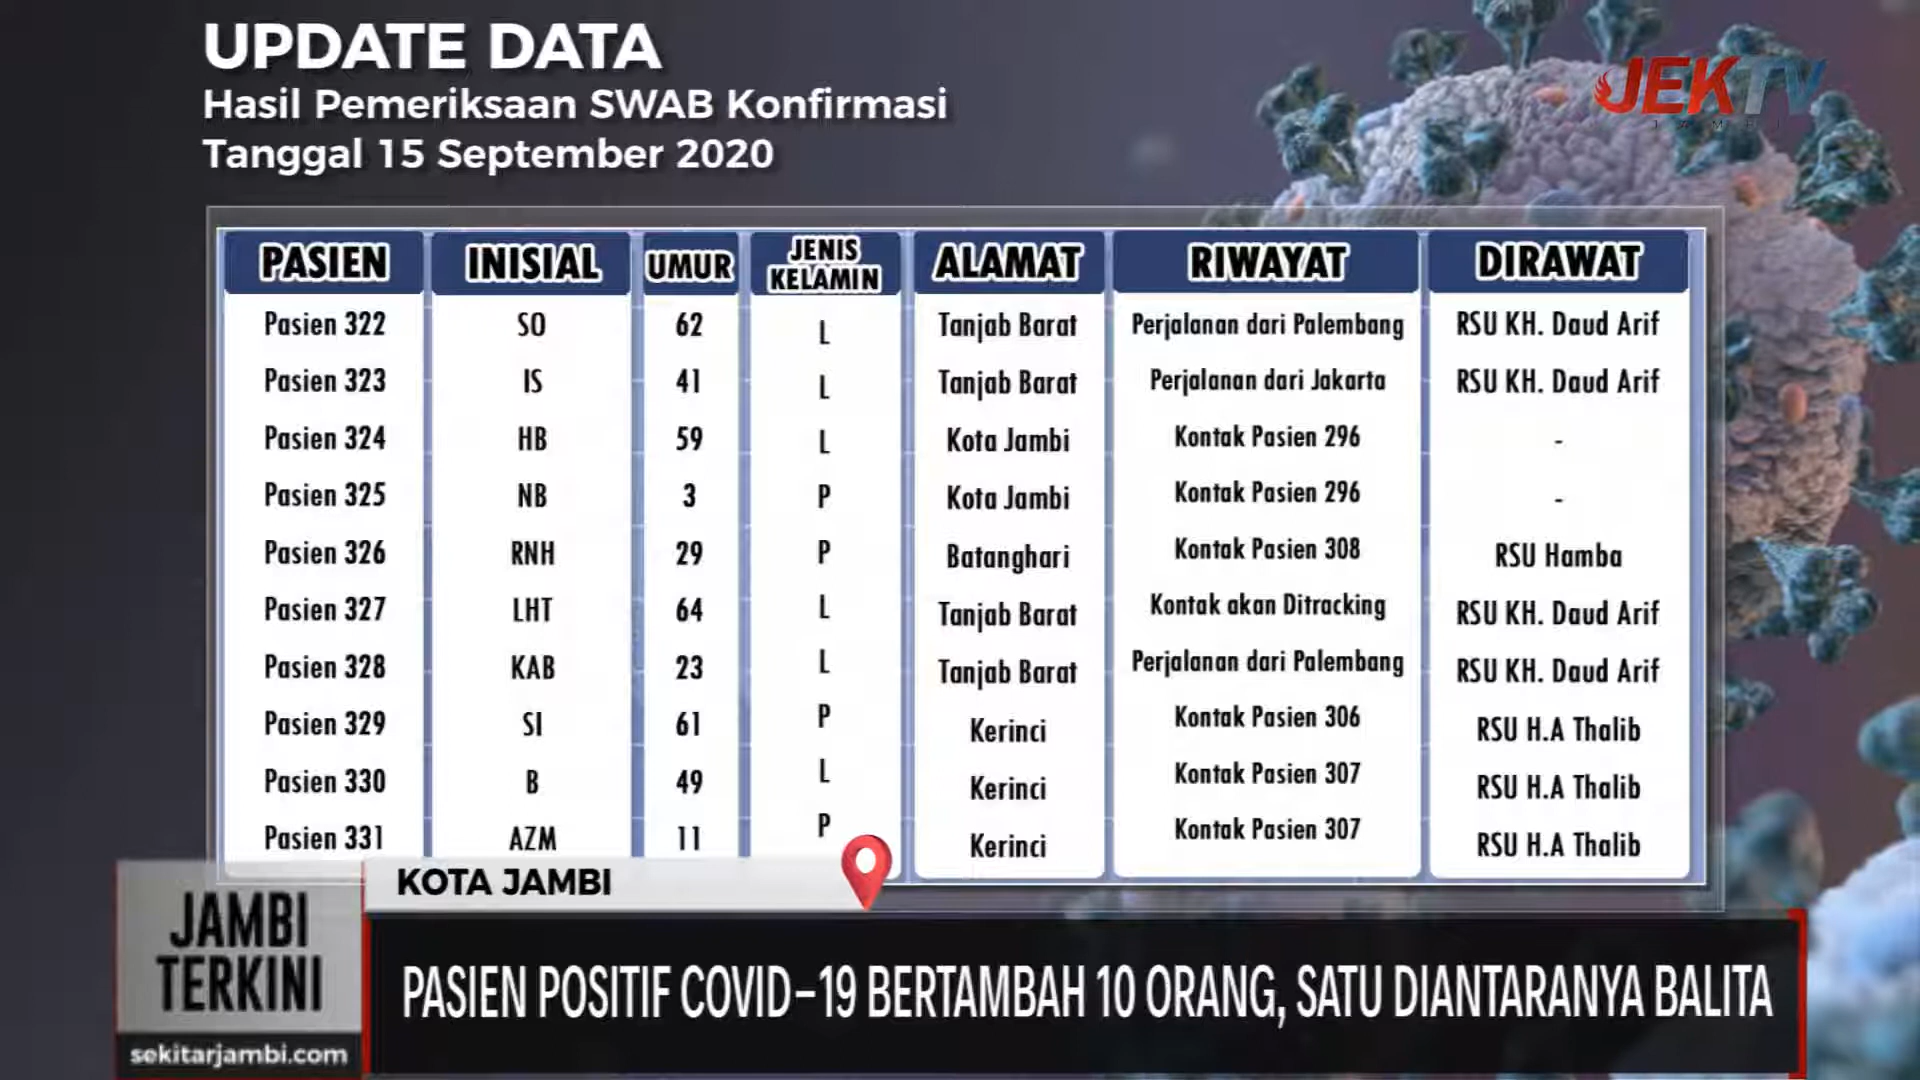 UPDATE DATA
Hasil Pemeriksaan SWAB Konfirmasi
Tanggal 15 September 2020
JEKTV
JAMBI
PASIEN INISIAL UMUR JENIS KELAMIN ALAMAT RIWAYAT DIRAWAT
Pasien 322 SO 62 L Tanjab Barat Perjalanan dari Palembang RSU KH. Daud Arif
Pasien 323 IS 41 L Tanjab Barat Perjalanan dari Jakarta RSU KH. Daud Arif
Pasien 324 HB 59 L Kota Jambi Kontak Pasien 296 -
Pasien 325 NB 3 P Kota Jambi Kontak Pasien 296 -
Pasien 326 RNH 29 P Batanghari Kontak Pasien 308 RSU Hamba
Pasien 327 LHT 64 L Tanjab Barat Kontak akan Ditracking RSU KH. Daud Arif
Pasien 328 KAB 23 L Tanjab Barat Perjalanan dari Palembang RSU KH. Daud Arif
Pasien 329 SI 61 P Kerinci Kontak Pasien 306 RSU H.A Thalib
Pasien 330 B 49 L Kerinci Kontak Pasien 307 RSU H.A Thalib
Pasien 331 AZM 11 P Kerinci Kontak Pasien 307 RSU H.A Thalib
KOTA JAMBI
JAMBI
TERKINI
sekitarjambi.com
PASIEN POSITIF COVID-19 BERTAMBAH 10 ORANG, SATU DIANTARANYA BALITA